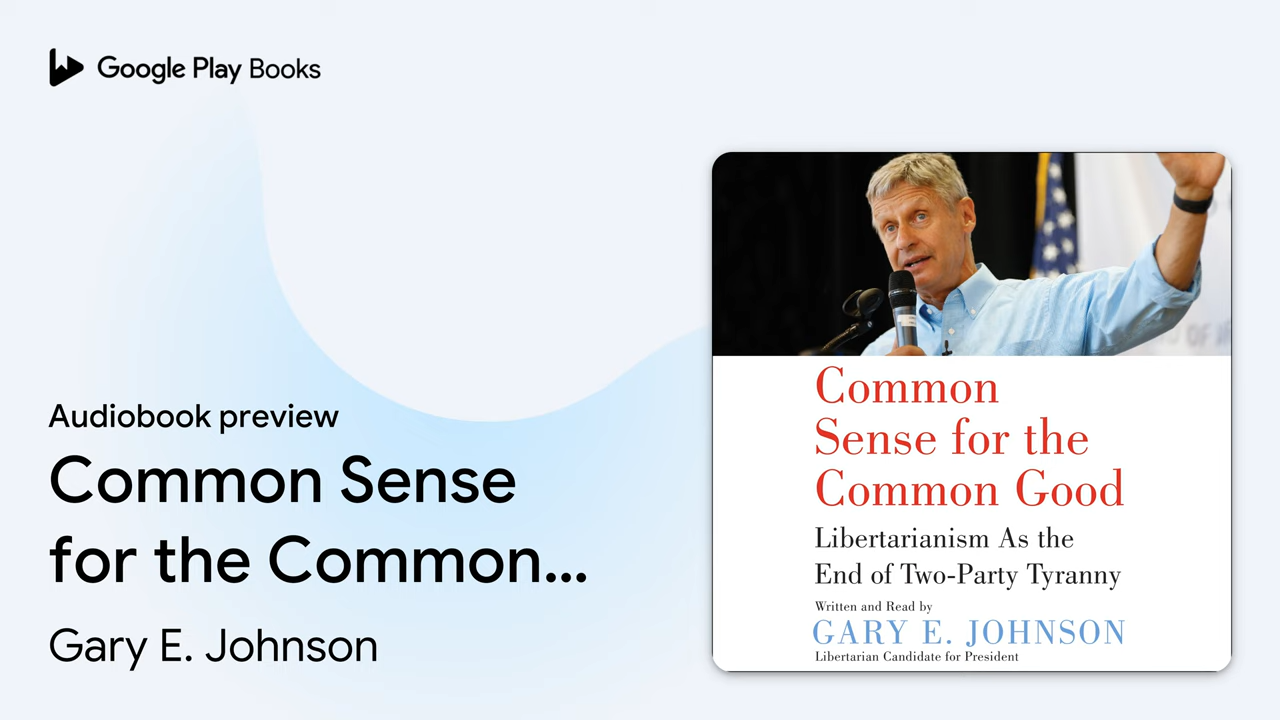 Google Play Books
Audiobook preview
Common Sense
for the Common...
Gary E. Johnson
Common
Sense for the
Common Good
Libertarianism As the
End of Two-Party Tyranny
Written and Read by
GARY E. JOHNSON
Libertarian Candidate for President